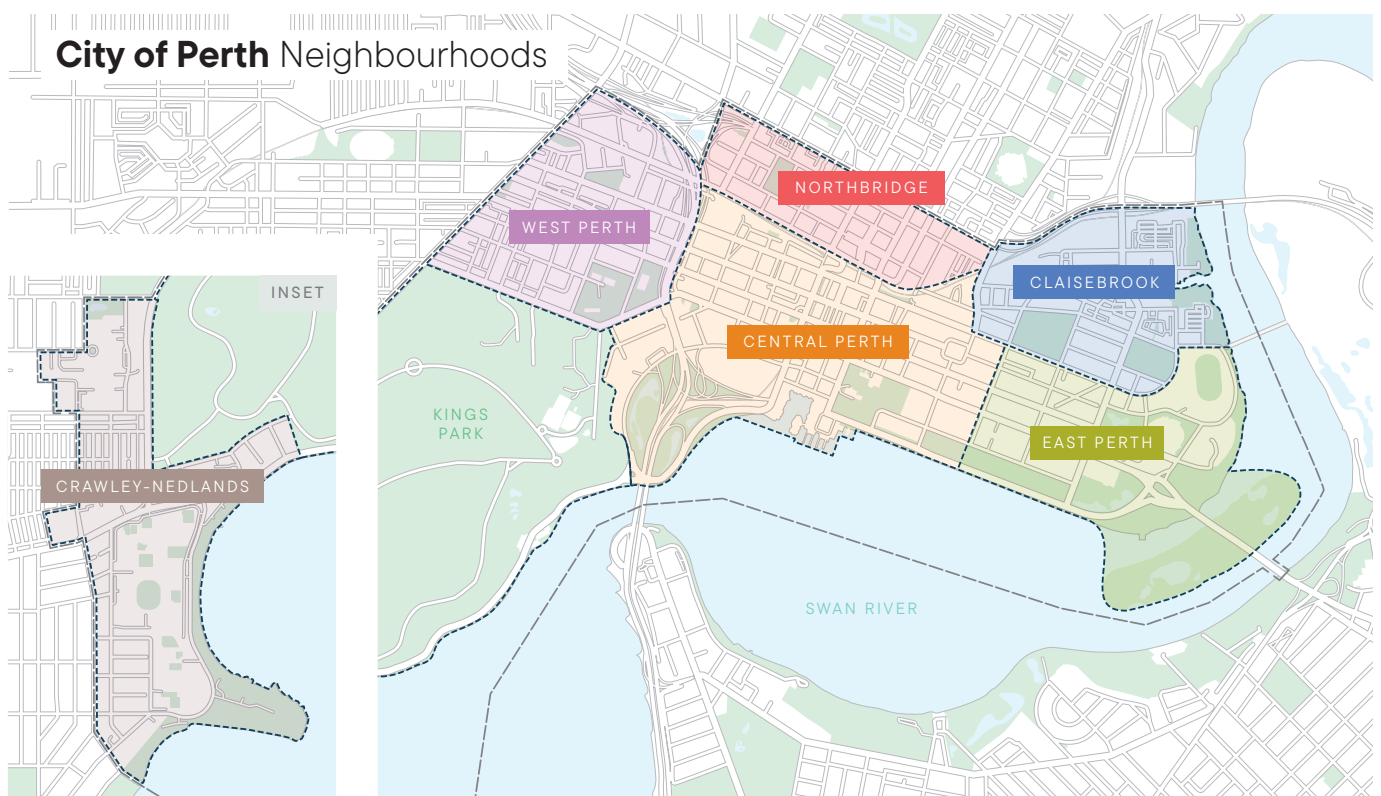 City of Perth Neighbourhoods
NORTHBRIDGE
WEST PERTH
CLAISEBROOK
INSET
CENTRAL PERTH
KINGS
PARK
EAST PERTH
CRAWLEY-NEDLANDS
SWAN RIVER